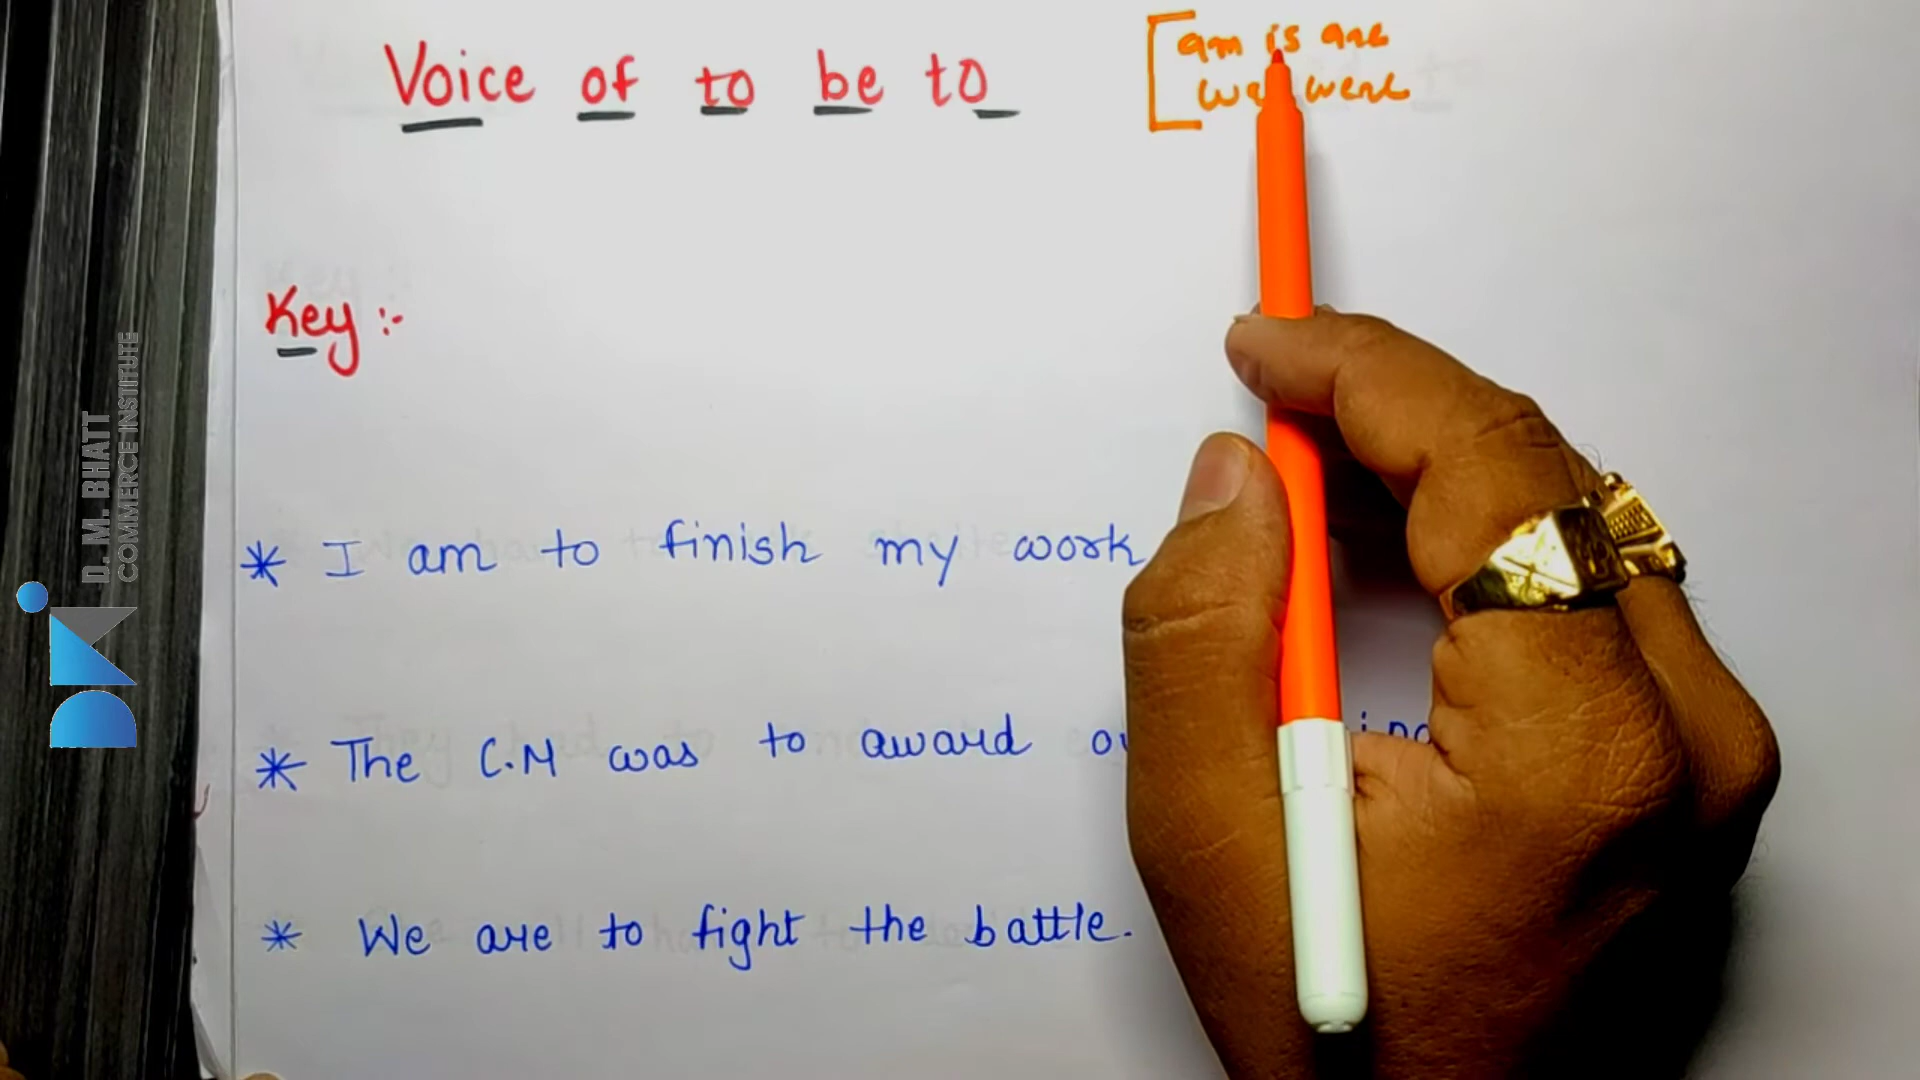 Voice of to be to
am is are
were
Key :-
* I am to finish my work
* The C.M was to award
* We are to fight the battle.
D. M. BHATT
COMMERCE INSTITUTE